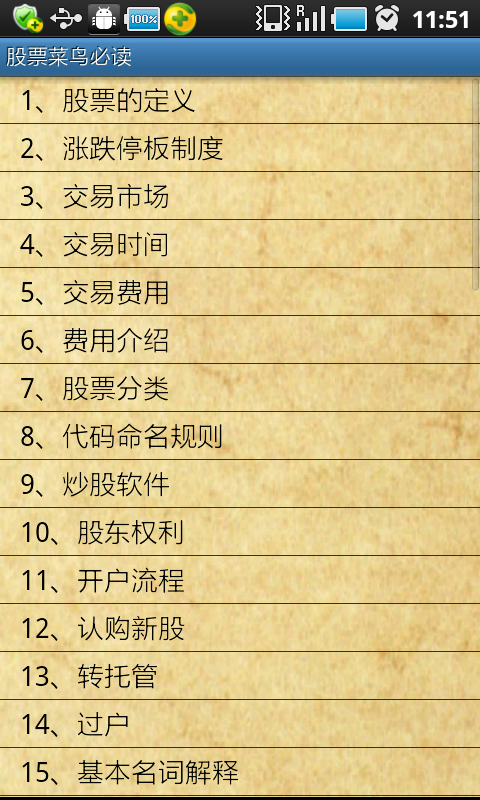 100%
R
11:51
股票菜鸟必读
1、股票的定义
2、涨跌停板制度
3、交易市场
4、交易时间
5、交易费用
6、费用介绍
7、股票分类
8、代码命名规则
9、炒股软件
10、股东权利
11、开户流程
12、认购新股
13、转托管
14、过户
15、基本名词解释